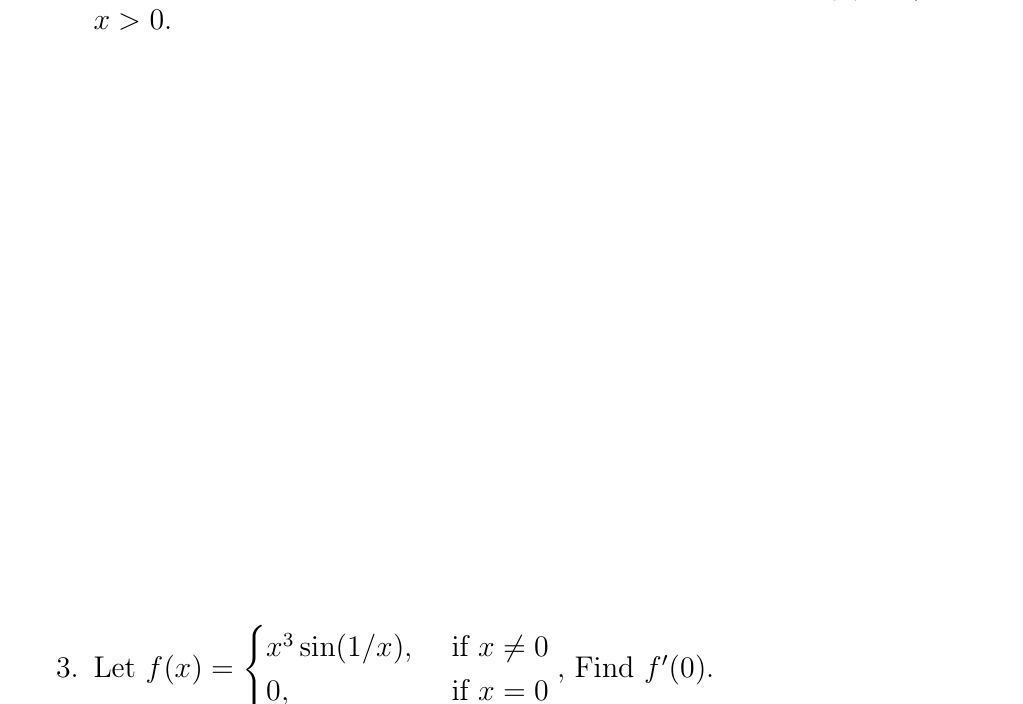 x > 0.
3. Let f(x) = { x³ sin(1/x), if x ≠ 0
0, if x = 0 , Find f′(0).